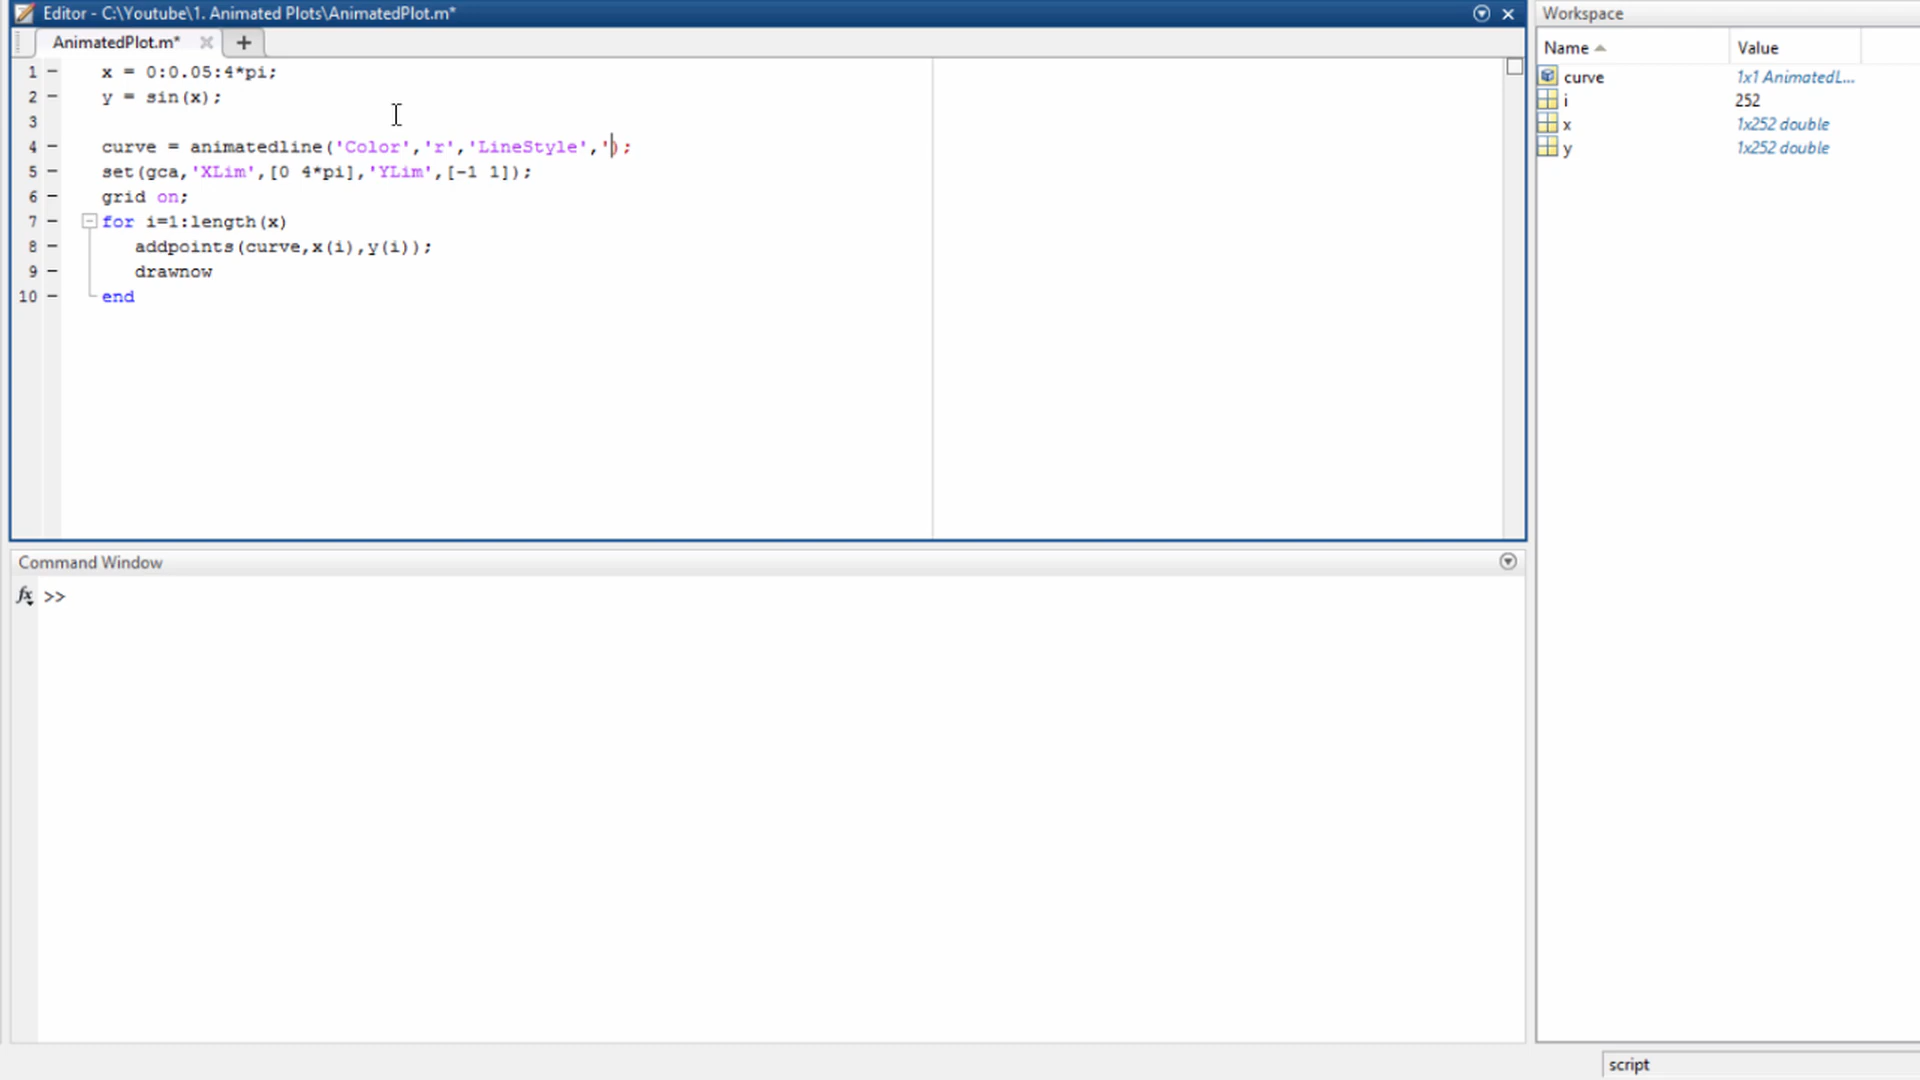 Editor - C:\Youtube\1. Animated Plots\AnimatedPlot.m*
AnimatedPlot.m*
1 x = 0:0.05:4*pi;
2 y = sin(x);
3
4 curve = animatedline('Color','r','LineStyle',');
5 set(gca,'XLim',[0 4*pi],'YLim',[-1 1]);
6 grid on;
7 for i=1:length(x)
8 addpoints(curve,x(i),y(i));
9 drawnow
10 end
Command Window
fx >>
Workspace
Name Value
curve 1x1 AnimatedL...
i 252
x 1x252 double
y 1x252 double
script